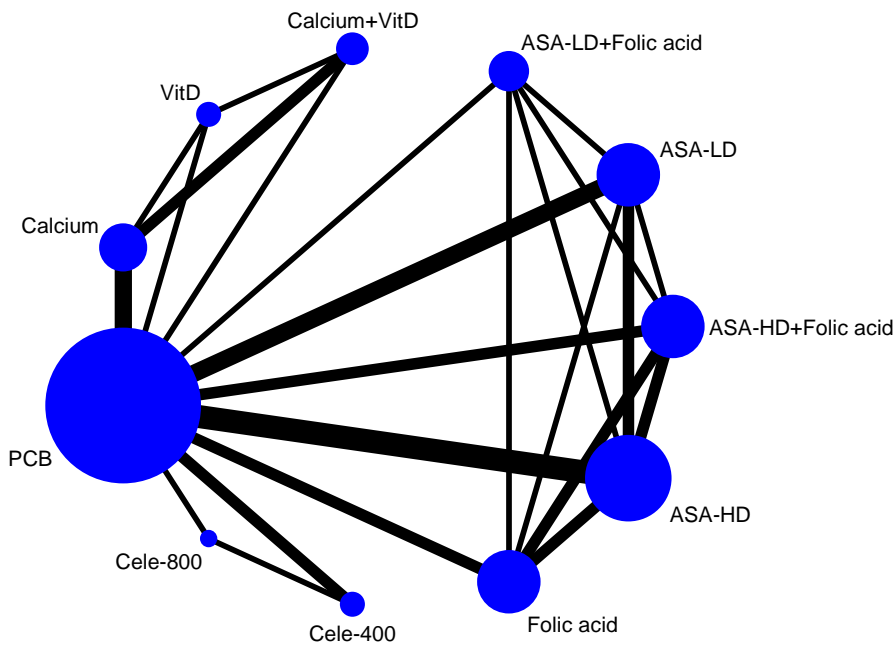 Calcium+VitD
ASA-LD+Folic acid
VitD
ASA-LD
Calcium
ASA-HD+Folic acid
PCB
ASA-HD
Cele-800
Folic acid
Cele-400